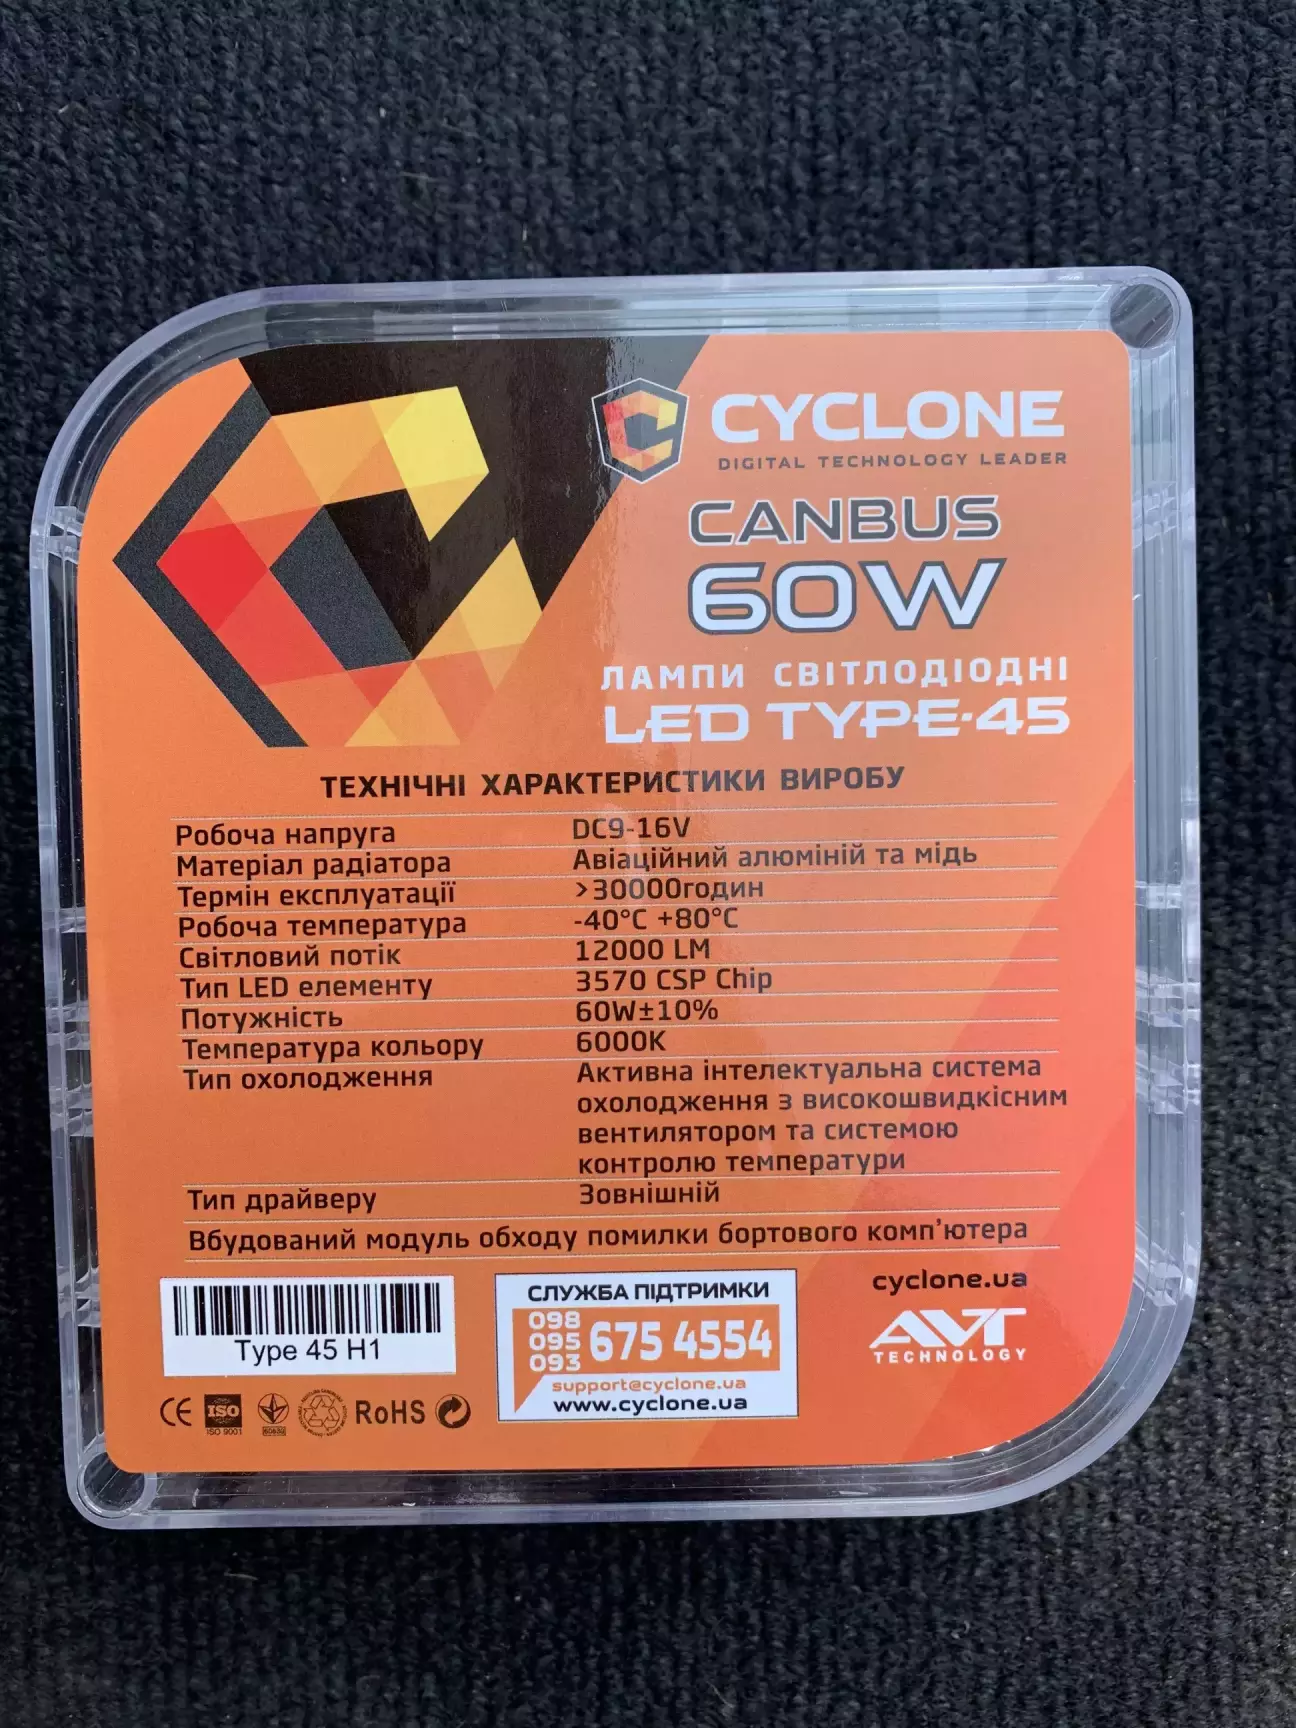 CYCLONE
DIGITAL TECHNOLOGY LEADER
CANBUS
60W
ЛАМПИ СВІТЛОДІОДНІ
LED TYPE-45
ТЕХНІЧНІ ХАРАКТЕРИСТИКИ ВИРОБУ
Робоча напруга DC9-16V
Матеріал радіатора Авіаційний алюміній та мідь
Термін експлуатації >30000годин
Робоча температура -40°C +80°C
Світловий потік 12000 LM
Тип LED елементу 3570 CSP Chip
Потужність 60W±10%
Температура кольору 6000K
Тип охолодження Активна інтелектуальна система
охолодження з високошвидкісним
вентилятором та системою
контролю температури
Тип драйверу Зовнішній
Вбудований модуль обходу помилки бортового комп'ютера
Type 45 H1
CE ISO RoHS
ISO 9001
СЛУЖБА ПІДТРИМКИ
098
095 675 4554
093
support@cyclone.ua
www.cyclone.ua
cyclone.ua
AVT
TECHNOLOGY